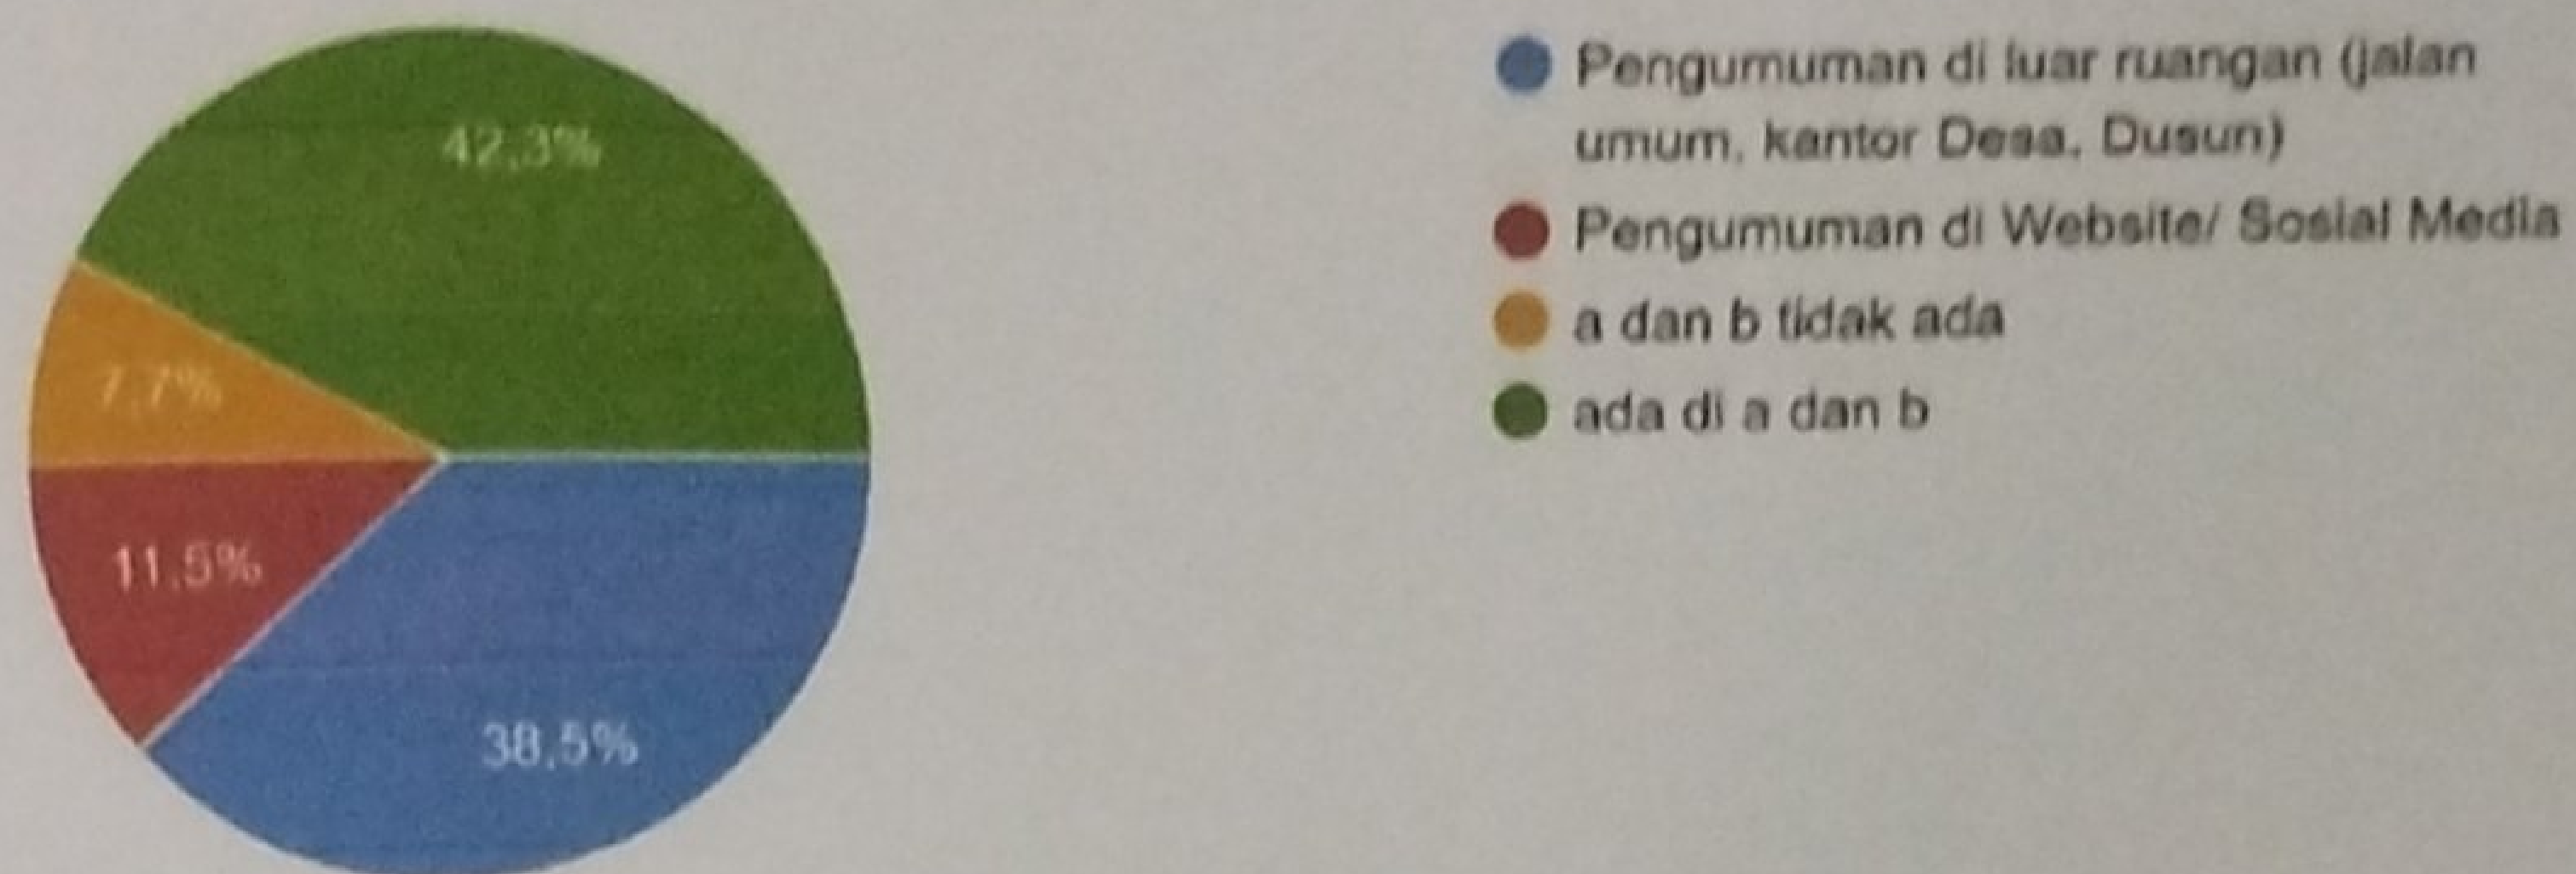 42,3%
7,7%
11,5%
38,5%
Pengumuman di luar ruangan (jalan
umum, kantor Desa, Dusun)
Pengumuman di Website/ Sosial Media
a dan b tidak ada
ada di a dan b